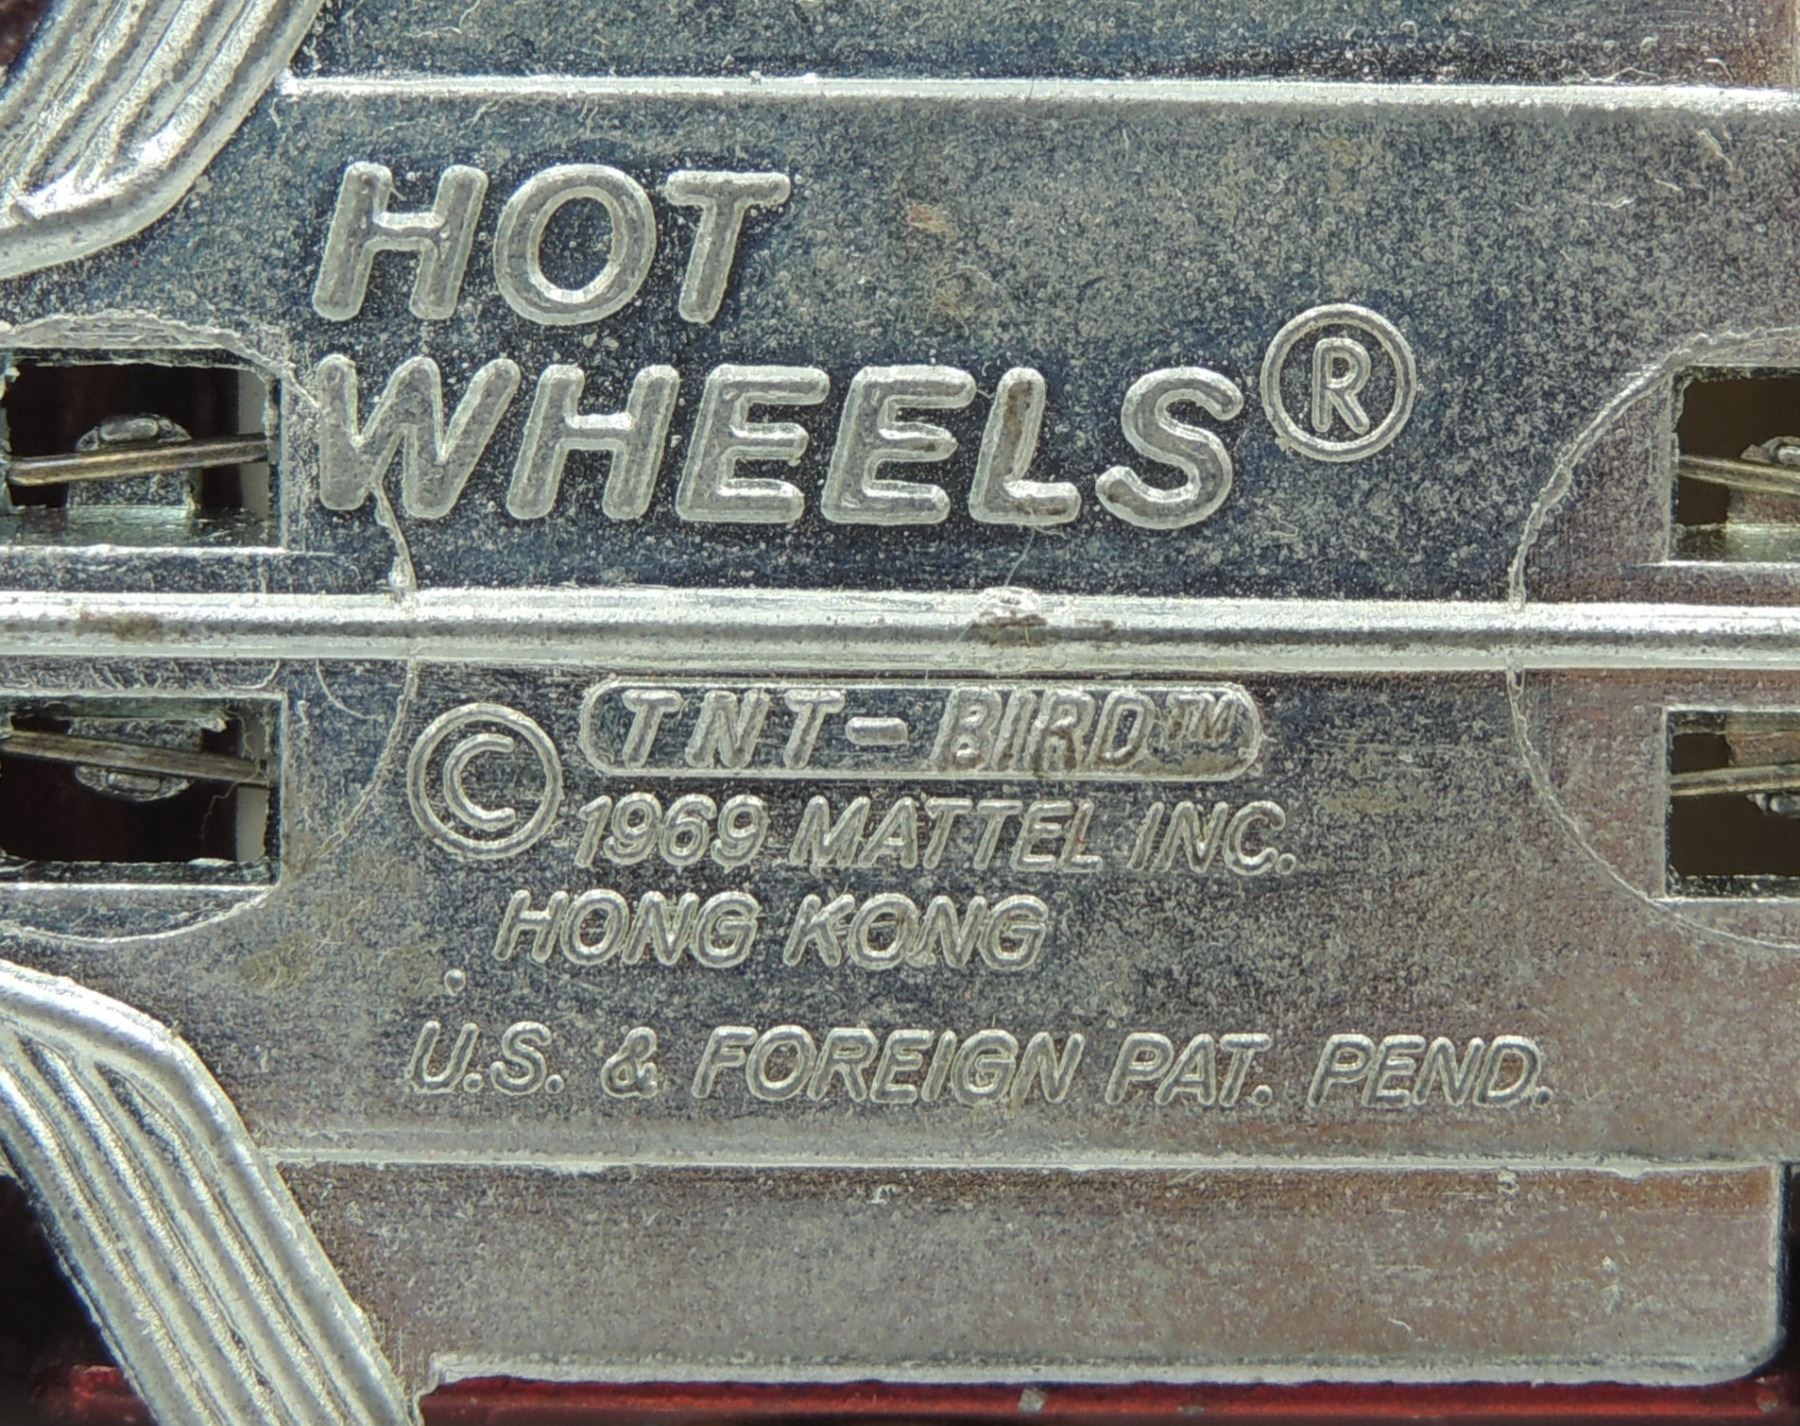 HOT
WHEELS®
TNT-BIRD™
© 1969 MATTEL INC.
HONG KONG
U.S. & FOREIGN PAT. PEND.